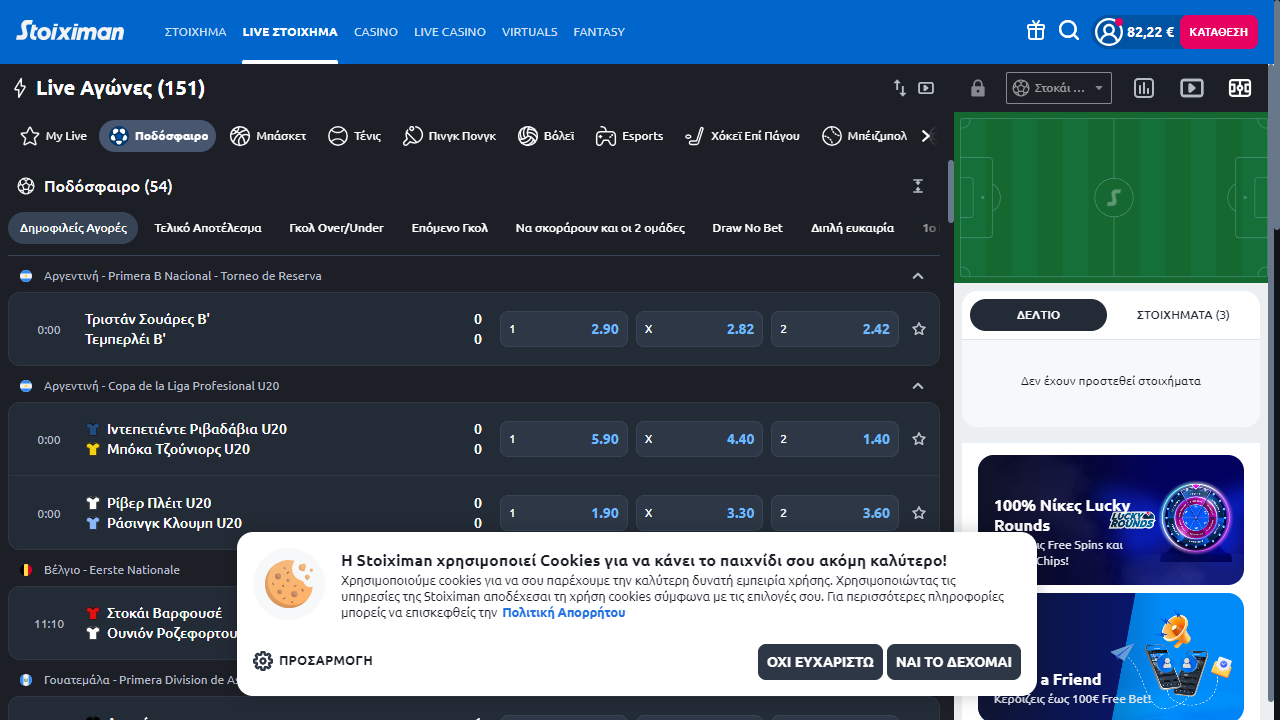 Stoiximan
ΣΤΟΙΧΗΜΑ
LIVE ΣΤΟΙΧΗΜΑ
CASINO
LIVE CASINO
VIRTUALS
FANTASY
82,22 €
ΚΑΤΑΘΕΣΗ
Live Αγώνες (151)
Στοκάι ...
My Live
Ποδόσφαιρο
Μπάσκετ
Τένις
Πινγκ Πονγκ
Βόλεϊ
Esports
Χόκεϊ Επί Πάγου
Μπέιζμπολ
Ποδόσφαιρο (54)
Δημοφιλείς Αγορές
Τελικό Αποτέλεσμα
Γκολ Over/Under
Επόμενο Γκολ
Να σκοράρουν και οι 2 ομάδες
Draw No Bet
Διπλή ευκαιρία
1ο
Αργεντινή - Primera B Nacional - Torneo de Reserva
0:00
Τριστάν Σουάρες Β' 0
Τεμπερλέι Β' 0
1 2.90
X 2.82
2 2.42
Αργεντινή - Copa de la Liga Profesional U20
0:00
Ιντεπετιέντε Ριβαδάβια U20 0
Μπόκα Τζούνιορς U20 0
1 5.90
X 4.40
2 1.40
0:00
Ρίβερ Πλέιτ U20 0
Ράσινγκ Κλουμπ U20 0
1 1.90
X 3.30
2 3.60
Βέλγιο - Eerste Nationale
11:10
Στοκάι Βαρφουσέ
Ουνιόν Ροζεφορτου
Γουατεμάλα - Primera Division de As
ΔΕΛΤΙΟ
ΣΤΟΙΧΗΜΑΤΑ (3)
Δεν έχουν προστεθεί στοιχήματα
100% Νίκες Lucky
Rounds
LUCKY
ROUNDS
ς Free Spins και
Chips!
a Friend
Κερδίζεις έως 100€ Free Bet!
Η Stoiximan χρησιμοποιεί Cookies για να κάνει το παιχνίδι σου ακόμη καλύτερο!
Χρησιμοποιούμε cookies για να σου παρέχουμε την καλύτερη δυνατή εμπειρία χρήσης. Χρησιμοποιώντας τις
υπηρεσίες της Stoiximan αποδέχεσαι τη χρήση cookies σύμφωνα με τις επιλογές σου. Για περισσότερες πληροφορίες
μπορείς να επισκεφθείς την Πολιτική Απορρήτου
ΠΡΟΣΑΡΜΟΓΗ
ΟΧΙ ΕΥΧΑΡΙΣΤΩ
ΝΑΙ ΤΟ ΔΕΧΟΜΑΙ